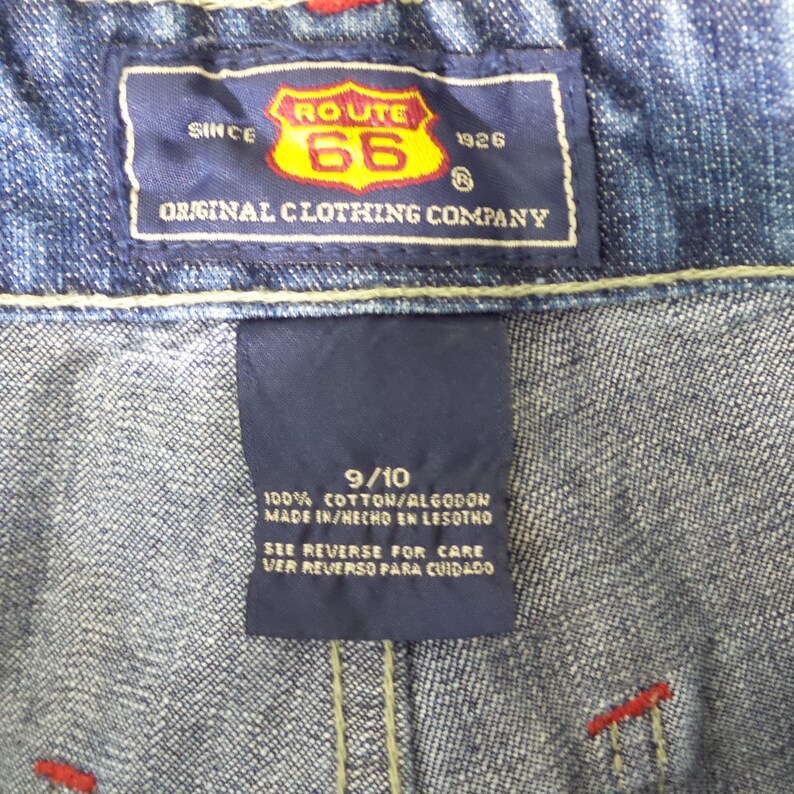 ROUTE
SINCE 66 1926
®
ORIGINAL CLOTHING COMPANY
9/10
100% COTTON/ALGODON
MADE IN/HECHO EN LESOTHO
SEE REVERSE FOR CARE
VER REVERSO PARA CUIDADO